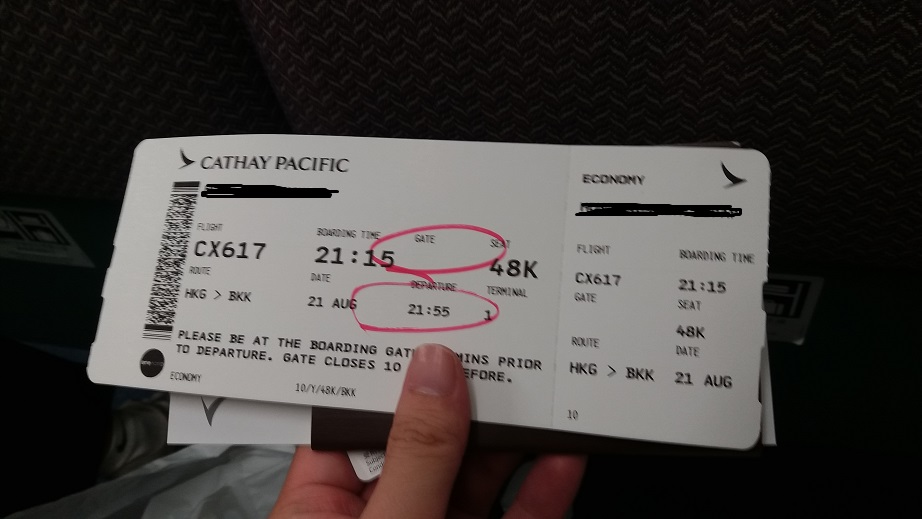 CATHAY PACIFIC
FLIGHT BOARDING TIME GATE SEAT
CX617 21:15 48K
ROUTE DATE DEPARTURE TERMINAL
HKG > BKK 21 AUG 21:55 1
PLEASE BE AT THE BOARDING MINS PRIOR
TO DEPARTURE. GATE CLOSES 10
ECONOMY 10/Y/48K/BKK
ECONOMY
FLIGHT BOARDING TIME
CX617 21:15
GATE SEAT
48K
ROUTE DATE
HKG > BKK 21 AUG
10